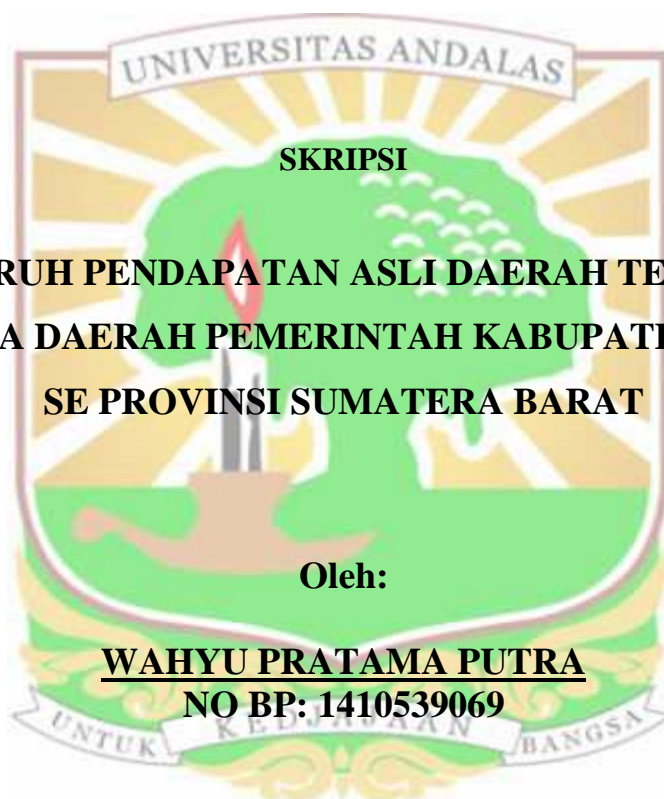 UNIVERSITAS ANDALAS
SKRIPSI
RUH PENDAPATAN ASLI DAERAH TE
A DAERAH PEMERINTAH KABUPAT
SE PROVINSI SUMATERA BARAT
Oleh:
WAHYU PRATAMA PUTRA
NO BP: 1410539069
UNTUK KEDJAJAAN BANGSA